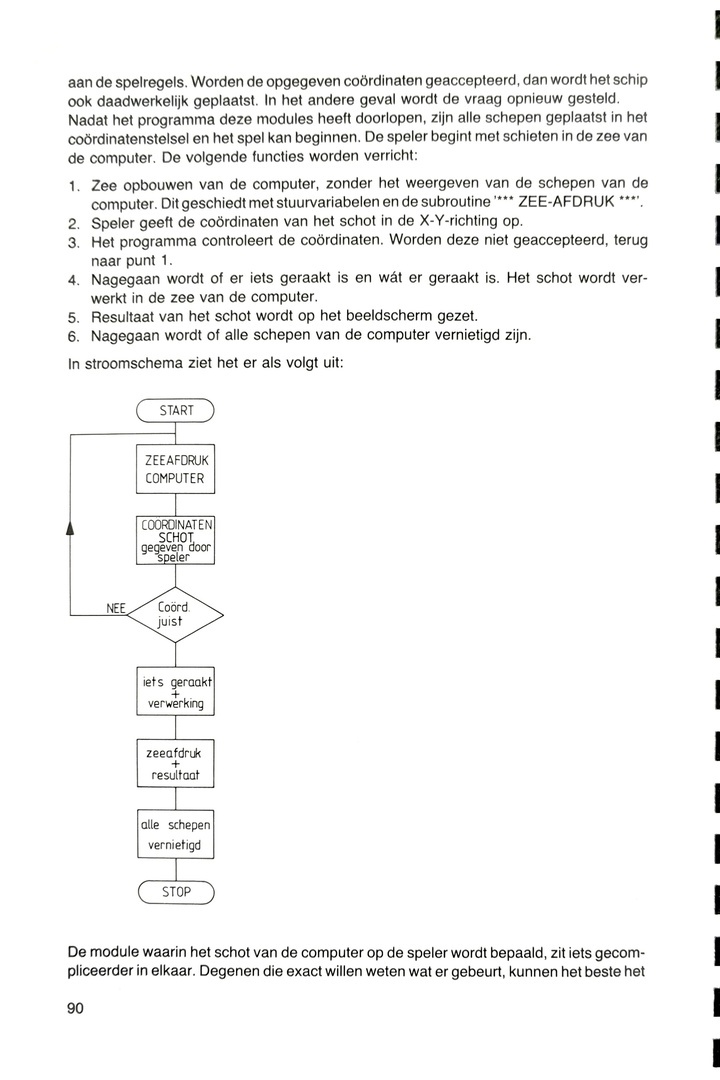 aan de spelregels. Worden de opgegeven coördinaten geaccepteerd, dan wordt het schip
ook daadwerkelijk geplaatst. In het andere geval wordt de vraag opnieuw gesteld.
Nadat het programma deze modules heeft doorlopen, zijn alle schepen geplaatst in het
coördinatenstelsel en het spel kan beginnen. De speler begint met schieten in de zee van
de computer. De volgende functies worden verricht:
1. Zee opbouwen van de computer, zonder het weergeven van de schepen van de
computer. Dit geschiedt met stuurvariabelen en de subroutine '*** ZEE-AFDRUK ***'.
2. Speler geeft de coördinaten van het schot in de X-Y-richting op.
3. Het programma controleert de coördinaten. Worden deze niet geaccepteerd, terug
naar punt 1.
4. Nagegaan wordt of er iets geraakt is en wát er geraakt is. Het schot wordt ver-
werkt in de zee van de computer.
5. Resultaat van het schot wordt op het beeldscherm gezet.
6. Nagegaan wordt of alle schepen van de computer vernietigd zijn.
In stroomschema ziet het er als volgt uit:
START
ZEEAFDRUK
COMPUTER
COORDINATEN
SCHOT
gegeven door
speler
NEE
Coörd.
juist
iets geraakt
+
verwerking
zeeafdruk
+
resultaat
alle schepen
vernietigd
STOP
De module waarin het schot van de computer op de speler wordt bepaald, zit iets gecom-
pliceerder in elkaar. Degenen die exact willen weten wat er gebeurt, kunnen het beste het
90